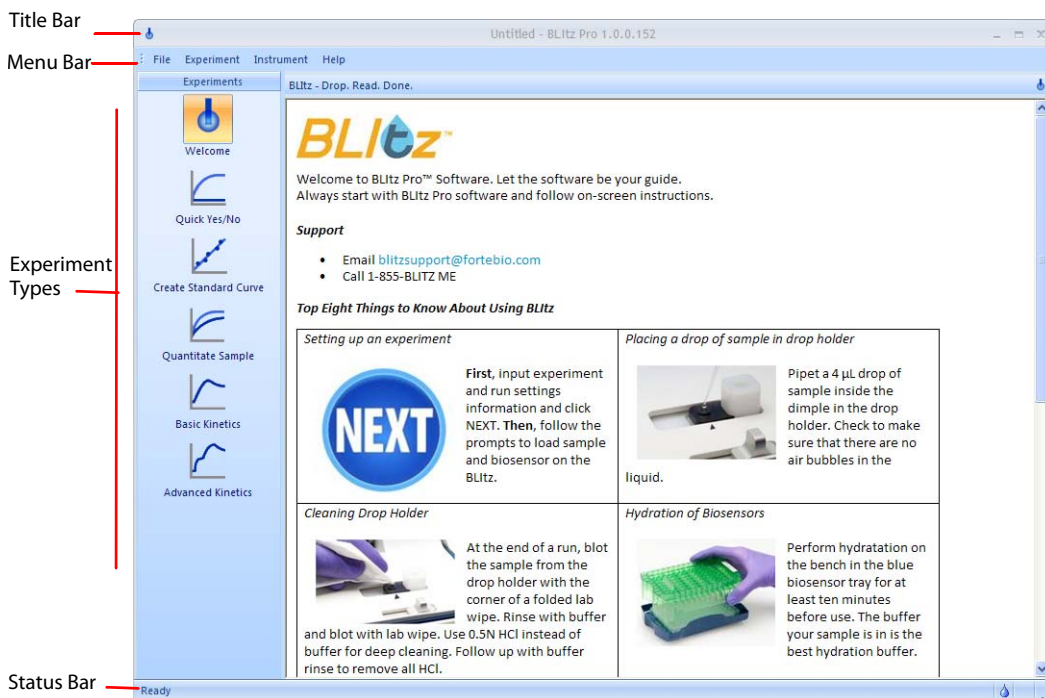 Title Bar
Untitled - BLItz Pro 1.0.0.152
Menu Bar
File Experiment Instrument Help
Experiments
BLItz - Drop. Read. Done.
Welcome
Quick Yes/No
Create Standard Curve
Quantitate Sample
Basic Kinetics
Advanced Kinetics
Experiment
Types
BLItz™
Welcome to BLItz Pro™ Software. Let the software be your guide.
Always start with BLItz Pro software and follow on-screen instructions.
Support
• Email blitzsupport@fortebio.com
• Call 1-855-BLITZ ME
Top Eight Things to Know About Using BLItz
Setting up an experiment
NEXT
First, input experiment
and run settings
information and click
NEXT. Then, follow the
prompts to load sample
and biosensor on the
BLItz.
Placing a drop of sample in drop holder
Pipet a 4 µL drop of
sample inside the
dimple in the drop
holder. Check to make
sure that there are no
air bubbles in the
liquid.
Cleaning Drop Holder
At the end of a run, blot
the sample from the
drop holder with the
corner of a folded lab
wipe. Rinse with buffer
and blot with lab wipe. Use 0.5N HCl instead of
buffer for deep cleaning. Follow up with buffer
rinse to remove all HCl.
Hydration of Biosensors
Perform hydratation on
the bench in the blue
biosensor tray for at
least ten minutes
before use. The buffer
your sample is in is the
best hydration buffer.
Status Bar
Ready